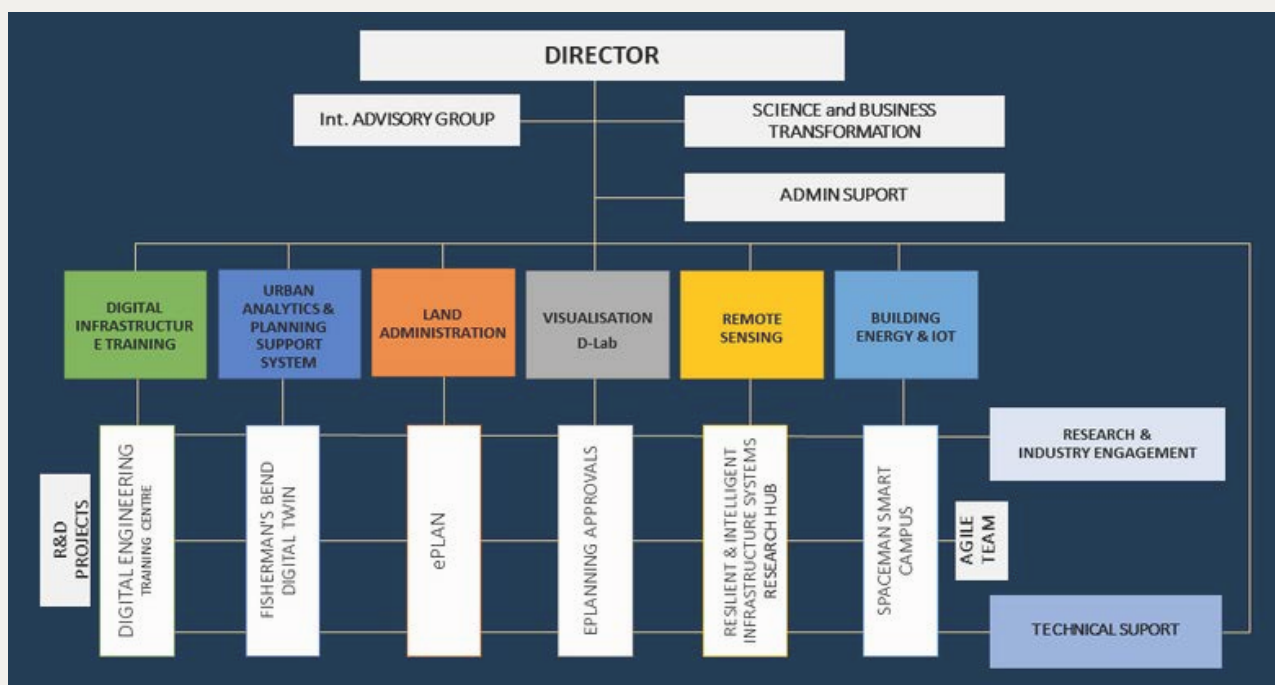 DIRECTOR
Int. ADVISORY GROUP
SCIENCE and BUSINESS
TRANSFORMATION
ADMIN SUPORT
DIGITAL
INFRASTRUCTUR
E TRAINING
URBAN
ANALYTICS &
PLANNING
SUPPORT
SYSTEM
LAND
ADMINISTRATION
VISUALISATION
D-Lab
REMOTE
SENSING
BUILDING
ENERGY & IOT
R&D
PROJECTS
DIGITAL ENGINEERING
TRAINING CENTRE
FISHERMAN'S BEND
DIGITAL TWIN
ePLAN
EPLANNING APPROVALS
RESILIENT & INTELLIGENT
INFRASTRUCTURE SYSTEMS
RESEARCH HUB
SPACEMAN SMART
CAMPUS
RESEARCH &
INDUSTRY ENGAGEMENT
AGILE
TEAM
TECHNICAL SUPORT